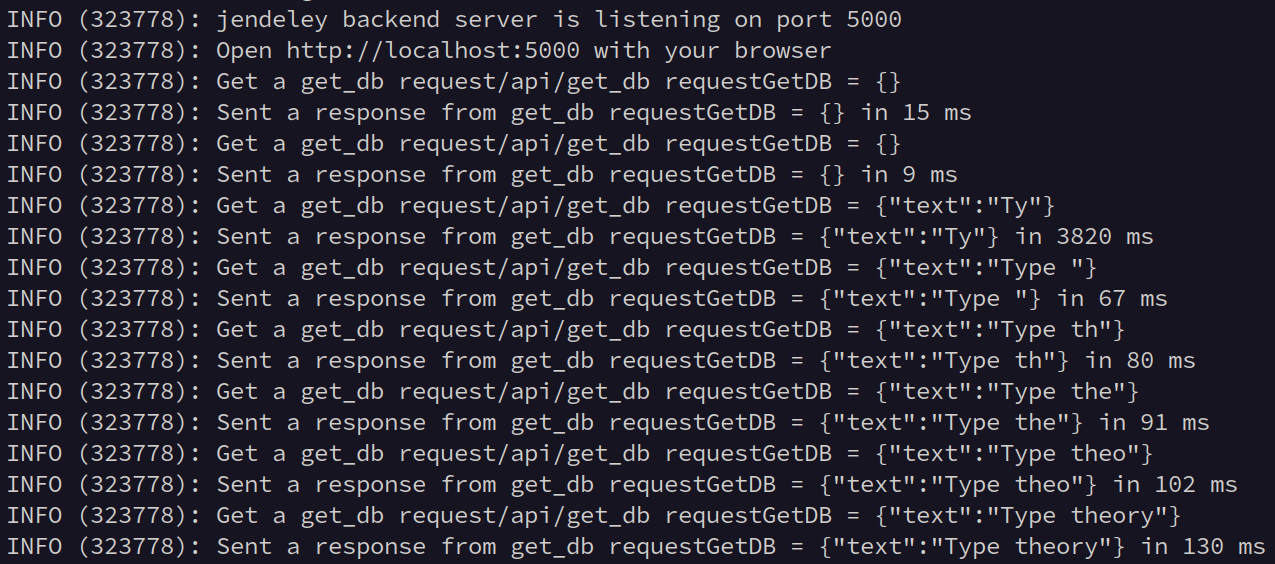 INFO (323778): jendeley backend server is listening on port 5000
INFO (323778): Open http://localhost:5000 with your browser
INFO (323778): Get a get_db request/api/get_db requestGetDB = {}
INFO (323778): Sent a response from get_db requestGetDB = {} in 15 ms
INFO (323778): Get a get_db request/api/get_db requestGetDB = {}
INFO (323778): Sent a response from get_db requestGetDB = {} in 9 ms
INFO (323778): Get a get_db request/api/get_db requestGetDB = {"text":"Ty"}
INFO (323778): Sent a response from get_db requestGetDB = {"text":"Ty"} in 3820 ms
INFO (323778): Get a get_db request/api/get_db requestGetDB = {"text":"Type "}
INFO (323778): Sent a response from get_db requestGetDB = {"text":"Type "} in 67 ms
INFO (323778): Get a get_db request/api/get_db requestGetDB = {"text":"Type th"}
INFO (323778): Sent a response from get_db requestGetDB = {"text":"Type th"} in 80 ms
INFO (323778): Get a get_db request/api/get_db requestGetDB = {"text":"Type the"}
INFO (323778): Sent a response from get_db requestGetDB = {"text":"Type the"} in 91 ms
INFO (323778): Get a get_db request/api/get_db requestGetDB = {"text":"Type theo"}
INFO (323778): Sent a response from get_db requestGetDB = {"text":"Type theo"} in 102 ms
INFO (323778): Get a get_db request/api/get_db requestGetDB = {"text":"Type theory"}
INFO (323778): Sent a response from get_db requestGetDB = {"text":"Type theory"} in 130 ms